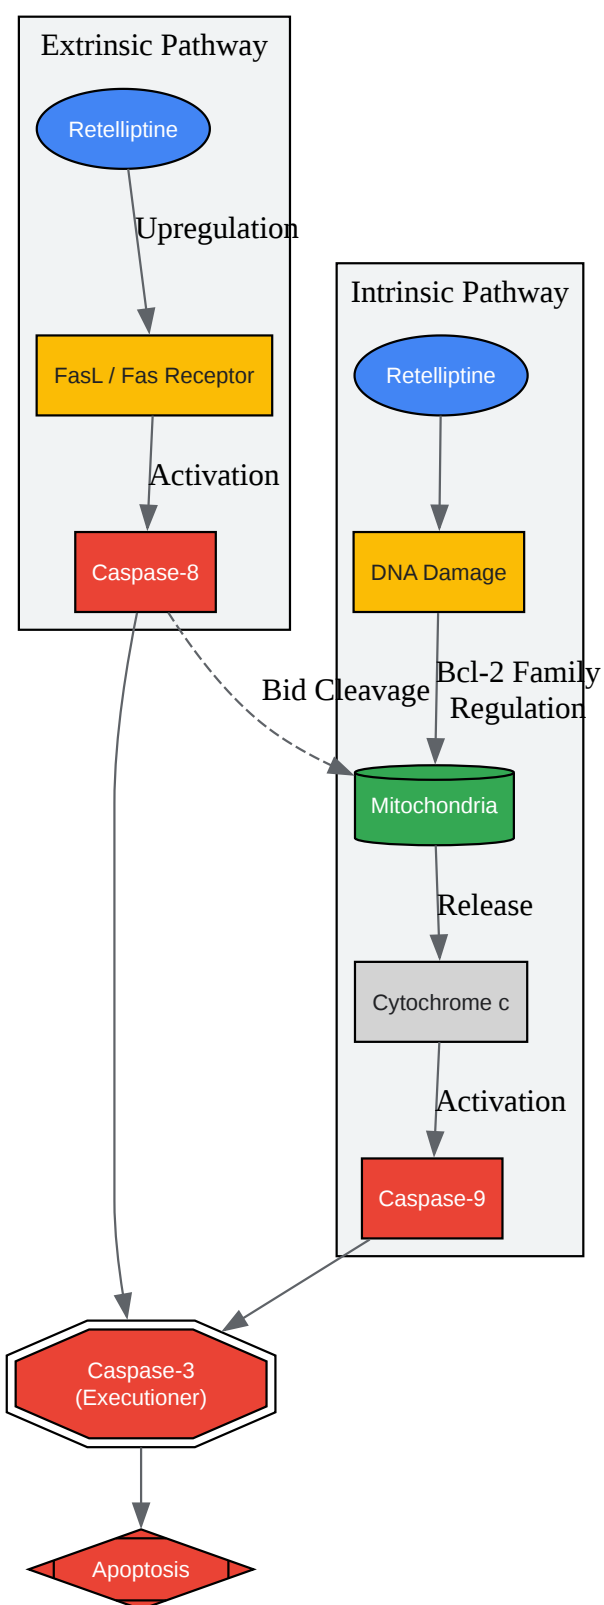 Extrinsic Pathway
Retelliptine
Upregulation
FasL / Fas Receptor
Activation
Caspase-8
Intrinsic Pathway
Retelliptine
DNA Damage
Bcl-2 Family
Regulation
Bid Cleavage
Mitochondria
Release
Cytochrome c
Activation
Caspase-9
Caspase-3
(Executioner)
Apoptosis